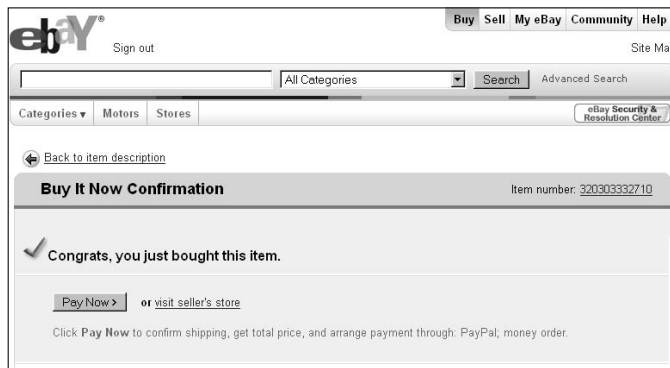 ebaY®
Sign out
Buy Sell My eBay Community Help
Site Ma
All Categories
Search
Advanced Search
Categories ▾ Motors Stores
eBay Security &
Resolution Center
Back to item description
Buy It Now Confirmation
Item number: 320303332710
Congrats, you just bought this item.
Pay Now > or visit seller's store
Click Pay Now to confirm shipping, get total price, and arrange payment through: PayPal; money order.